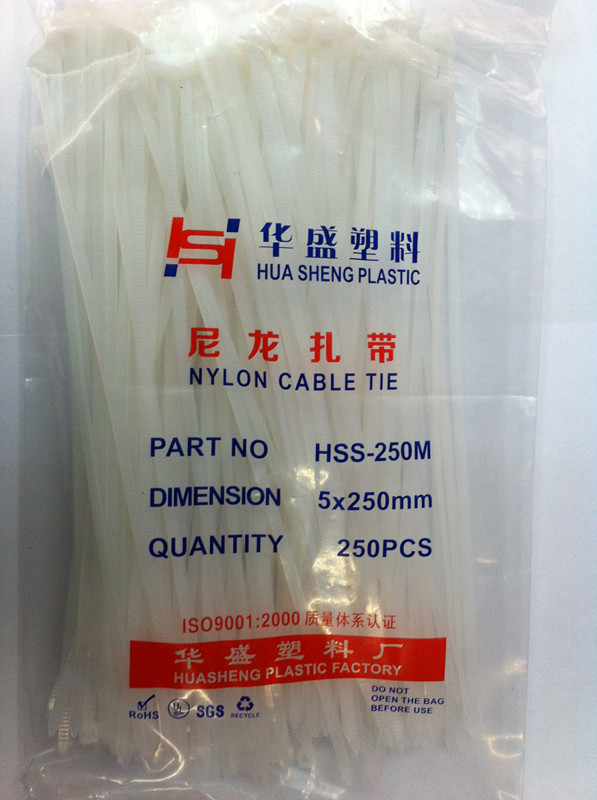 华盛塑料
HUA SHENG PLASTIC
尼龙扎带
NYLON CABLE TIE
PART NO HSS-250M
DIMENSION 5x250mm
QUANTITY 250PCS
ISO9001:2000 质量体系认证
华盛塑料厂
HUASHENG PLASTIC FACTORY
RoHS SGS RECYCLE
DO NOT
OPEN THE BAG
BEFORE USE